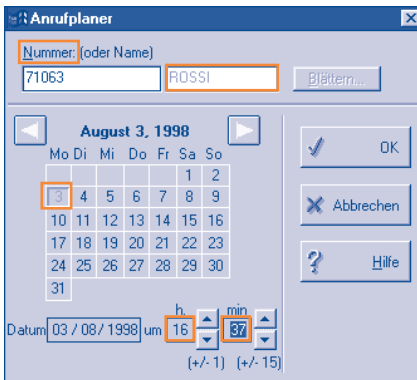 Anrufplaner
Nummer: (oder Name)
71063 ROSSI Blättern...
August 3, 1998
Mo Di Mi Do Fr Sa So
1 2
3 4 5 6 7 8 9
10 11 12 13 14 15 16
17 18 19 20 21 22 23
24 25 26 27 28 29 30
31
OK
Abbrechen
Hilfe
h. min
Datum 03 / 08 / 1998 um 16 37
(+/- 1) (+/- 15)